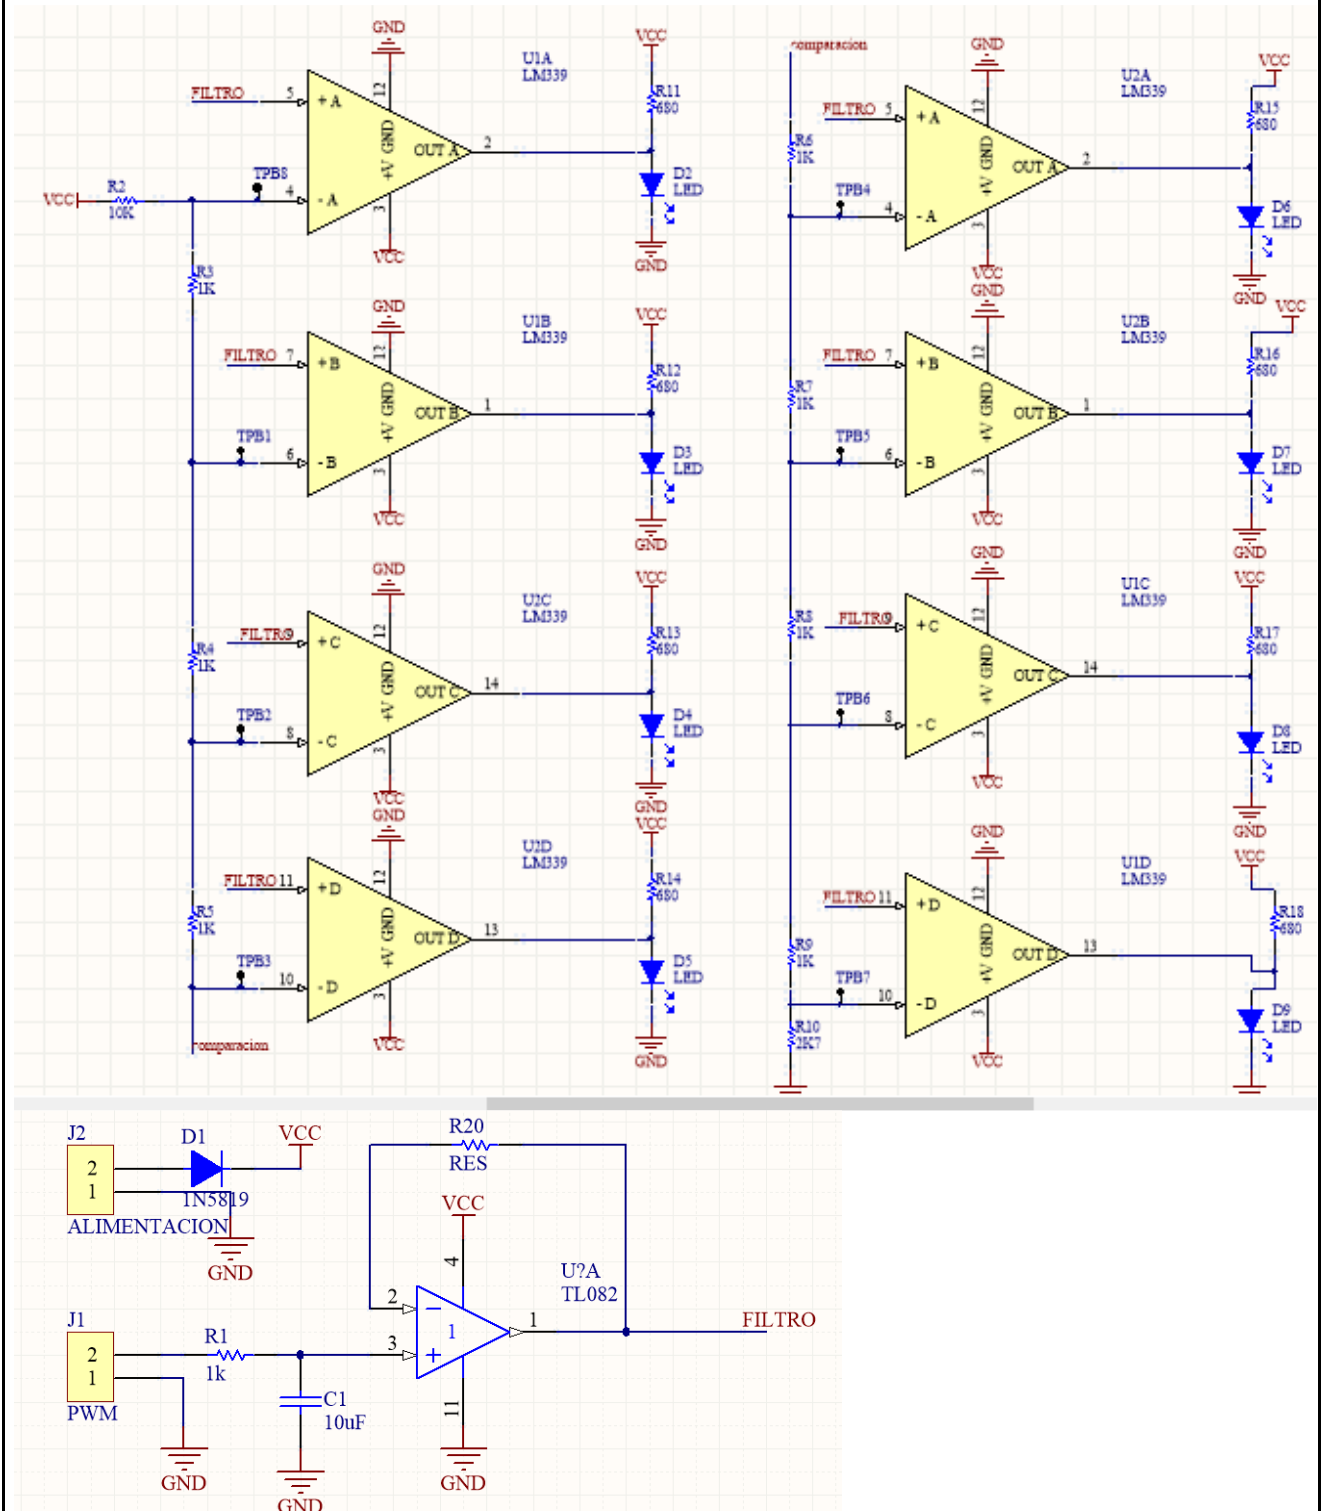 GND
VCC
U1A
LM339
FILTRO 5
+A
12
+V GND
OUT A
2
R11
680
TPB8
VCC
R2
10K
4
-A
3
VCC
D2
LED
GND
R3
1K
GND
VCC
U1B
LM339
FILTRO 7
+B
12
+V GND
OUT B
1
R12
680
TPB1
6
-B
3
VCC
D3
LED
GND
GND
VCC
U2C
LM339
FILTRO 9
+C
12
+V GND
OUT C
14
R13
680
R4
1K
TPB2
8
-C
3
VCC
D4
LED
GND
GND
VCC
U2D
LM339
FILTRO 11
+D
12
+V GND
OUT D
13
R14
680
R5
1K
TPB3
10
-D
3
VCC
D5
LED
GND
comparacion
comparacion
GND
VCC
U2A
LM339
FILTRO 5
+A
12
+V GND
OUT A
2
R15
680
R6
1K
TPB4
4
-A
3
VCC
D6
LED
GND
GND
VCC
U2B
LM339
FILTRO 7
+B
12
+V GND
OUT B
1
R16
680
R7
1K
TPB5
6
-B
3
VCC
D7
LED
GND
GND
VCC
U1C
LM339
FILTRO 9
+C
12
+V GND
OUT C
14
R17
680
R8
1K
TPB6
8
-C
3
VCC
D8
LED
GND
GND
VCC
U1D
LM339
FILTRO 11
+D
12
+V GND
OUT D
13
R18
680
R9
1K
TPB7
10
-D
3
VCC
D9
LED
R10
2K7
J2
2
1
ALIMENTACION
D1
1N5819
VCC
GND
R20
RES
VCC
4
U?A
TL082
2
−
1
3
+
1
FILTRO
11
GND
J1
2
1
PWM
R1
1k
C1
10uF
GND
GND